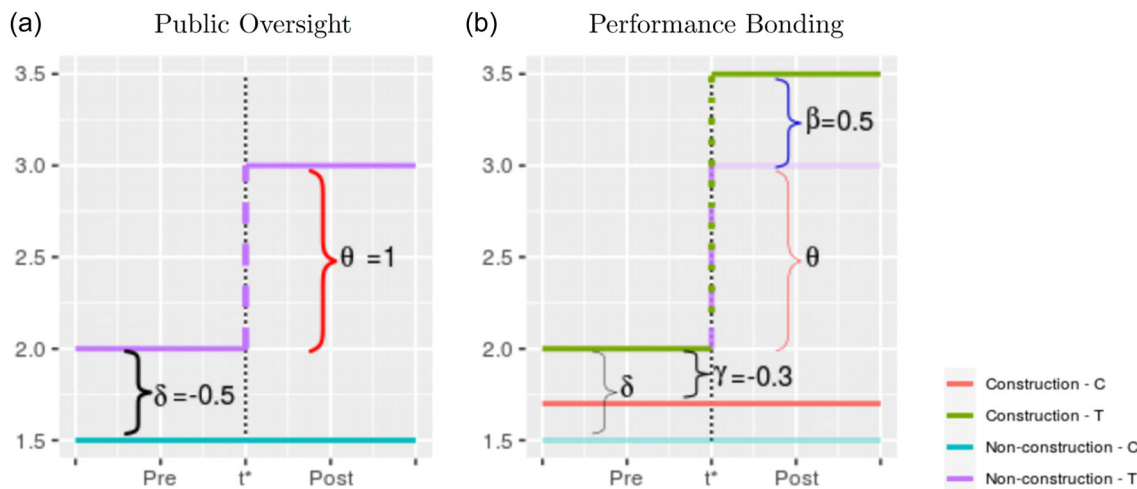 (a) Public Oversight
3.5
3.0
2.5
2.0
1.5
θ =1
δ=-0.5
Pre t* Post
(b) Performance Bonding
3.5
3.0
2.5
2.0
1.5
β=0.5
θ
γ=-0.3
δ
Pre t* Post
Construction - C
Construction - T
Non-construction - C
Non-construction - T